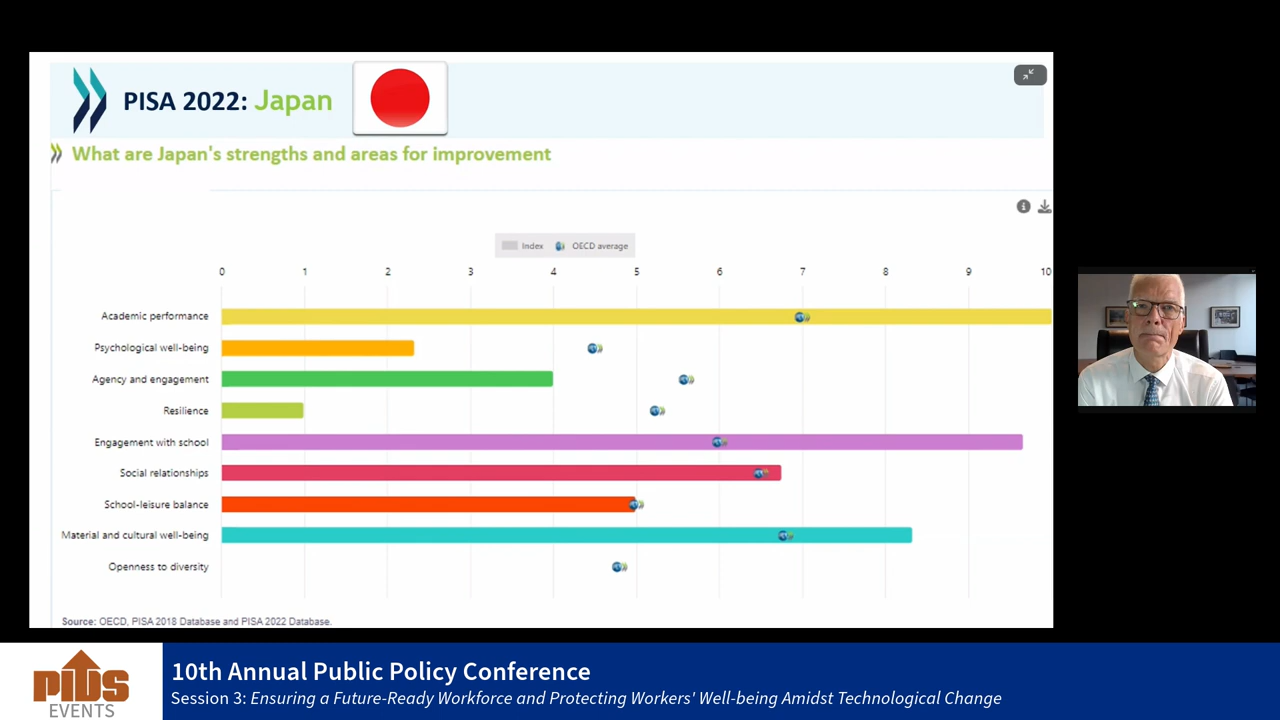 PISA 2022: Japan
What are Japan's strengths and areas for improvement
Index OECD average
0 1 2 3 4 5 6 7 8 9 10
Academic performance
Psychological well-being
Agency and engagement
Resilience
Engagement with school
Social relationships
School-leisure balance
Material and cultural well-being
Openness to diversity
Source: OECD, PISA 2018 Database and PISA 2022 Database.
PIDS
EVENTS
10th Annual Public Policy Conference
Session 3: Ensuring a Future-Ready Workforce and Protecting Workers' Well-being Amidst Technological Change